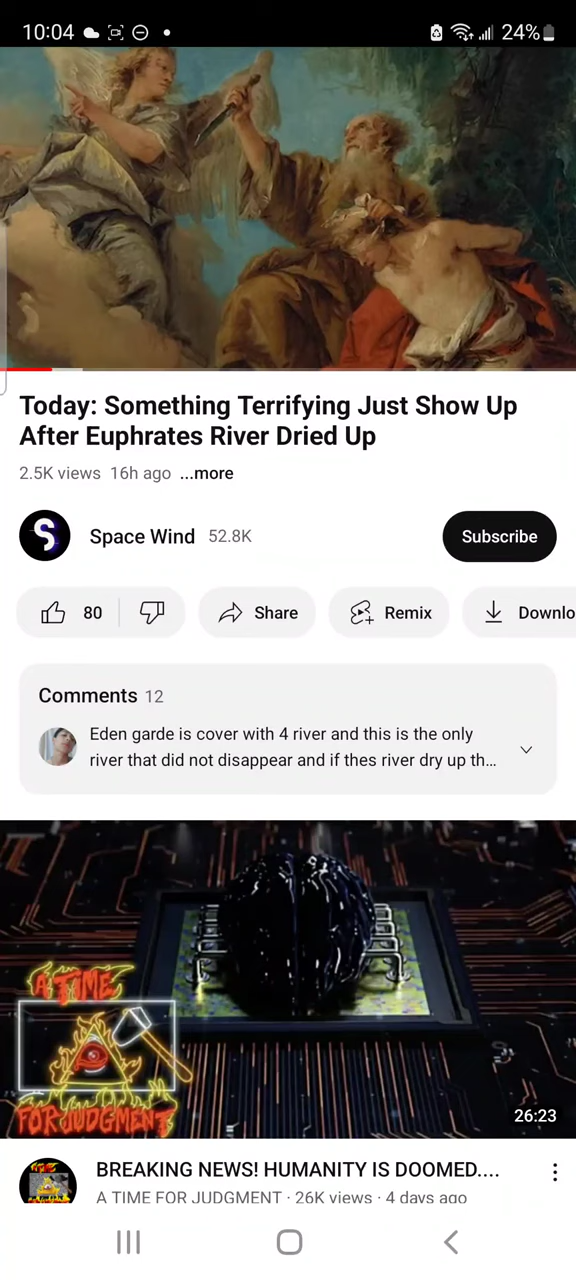 10:04
24%
Today: Something Terrifying Just Show Up
After Euphrates River Dried Up
2.5K views 16h ago ...more
Space Wind 52.8K
Subscribe
80
Share
Remix
Downlo
Comments 12
Eden garde is cover with 4 river and this is the only
river that did not disappear and if thes river dry up th...
A TIME
FOR JUDGMENT
26:23
BREAKING NEWS! HUMANITY IS DOOMED....
A TIME FOR JUDGMENT · 26K views · 4 days ago